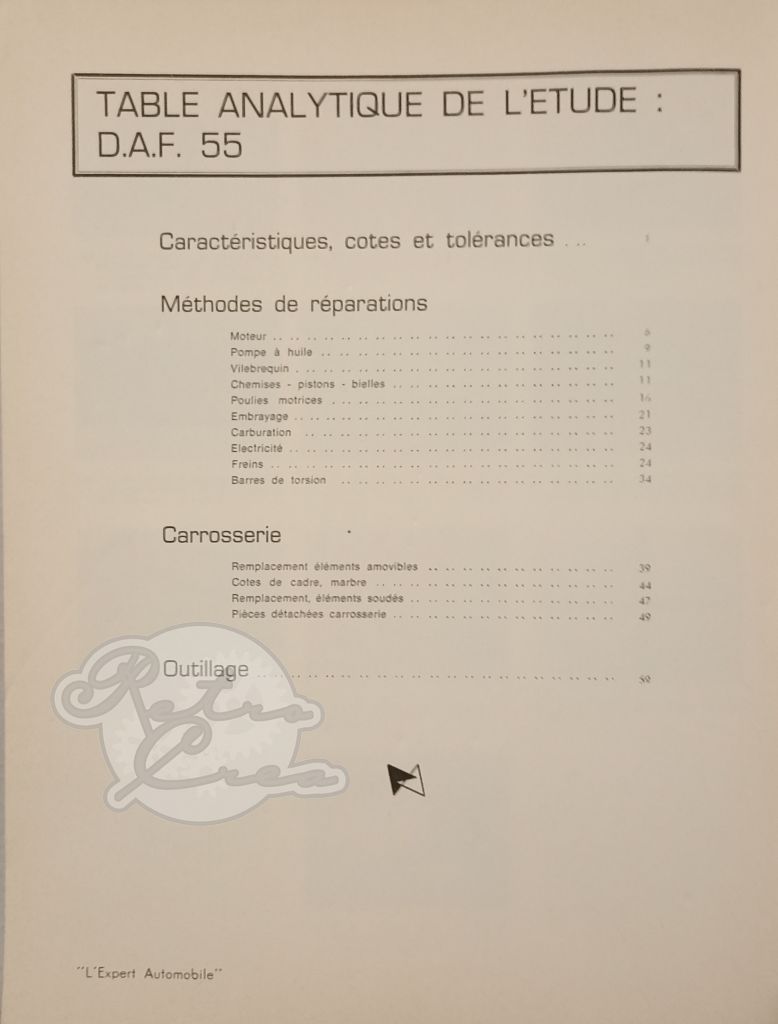 TABLE ANALYTIQUE DE L'ETUDE :
D.A.F. 55
Caractéristiques, cotes et tolérances . .. 1
Méthodes de réparations
Moteur 6
Pompe à huile 9
Vilebrequin 11
Chemises - pistons - bielles 11
Poulies motrices 16
Embrayage 21
Carburation 23
Electricité 24
Freins 24
Barres de torsion 34
Carrosserie
Remplacement éléments amovibles 39
Cotes de cadre, marbre 44
Remplacement, éléments soudés 47
Pièces détachées carrosserie 49
Outillage
Retro
Crea
"L'Expert Automobile"